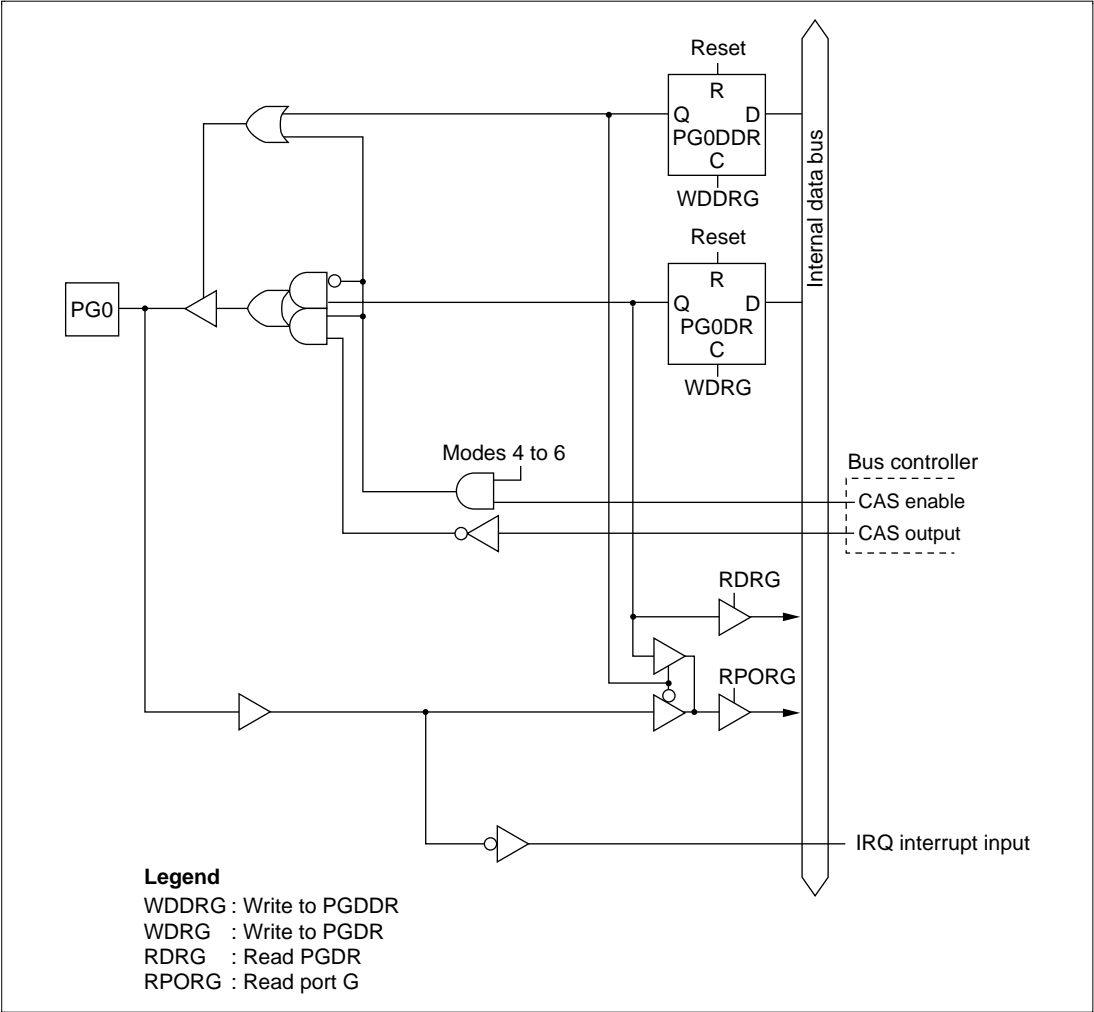 Reset
R
Q D
PG0DDR
C
WDDRG
Internal data bus
Reset
R
Q D
PG0DR
C
WDRG
PG0
Modes 4 to 6
Bus controller
CAS enable
CAS output
RDRG
RPORG
IRQ interrupt input
Legend
WDDRG : Write to PGDDR
WDRG : Write to PGDR
RDRG : Read PGDR
RPORG : Read port G